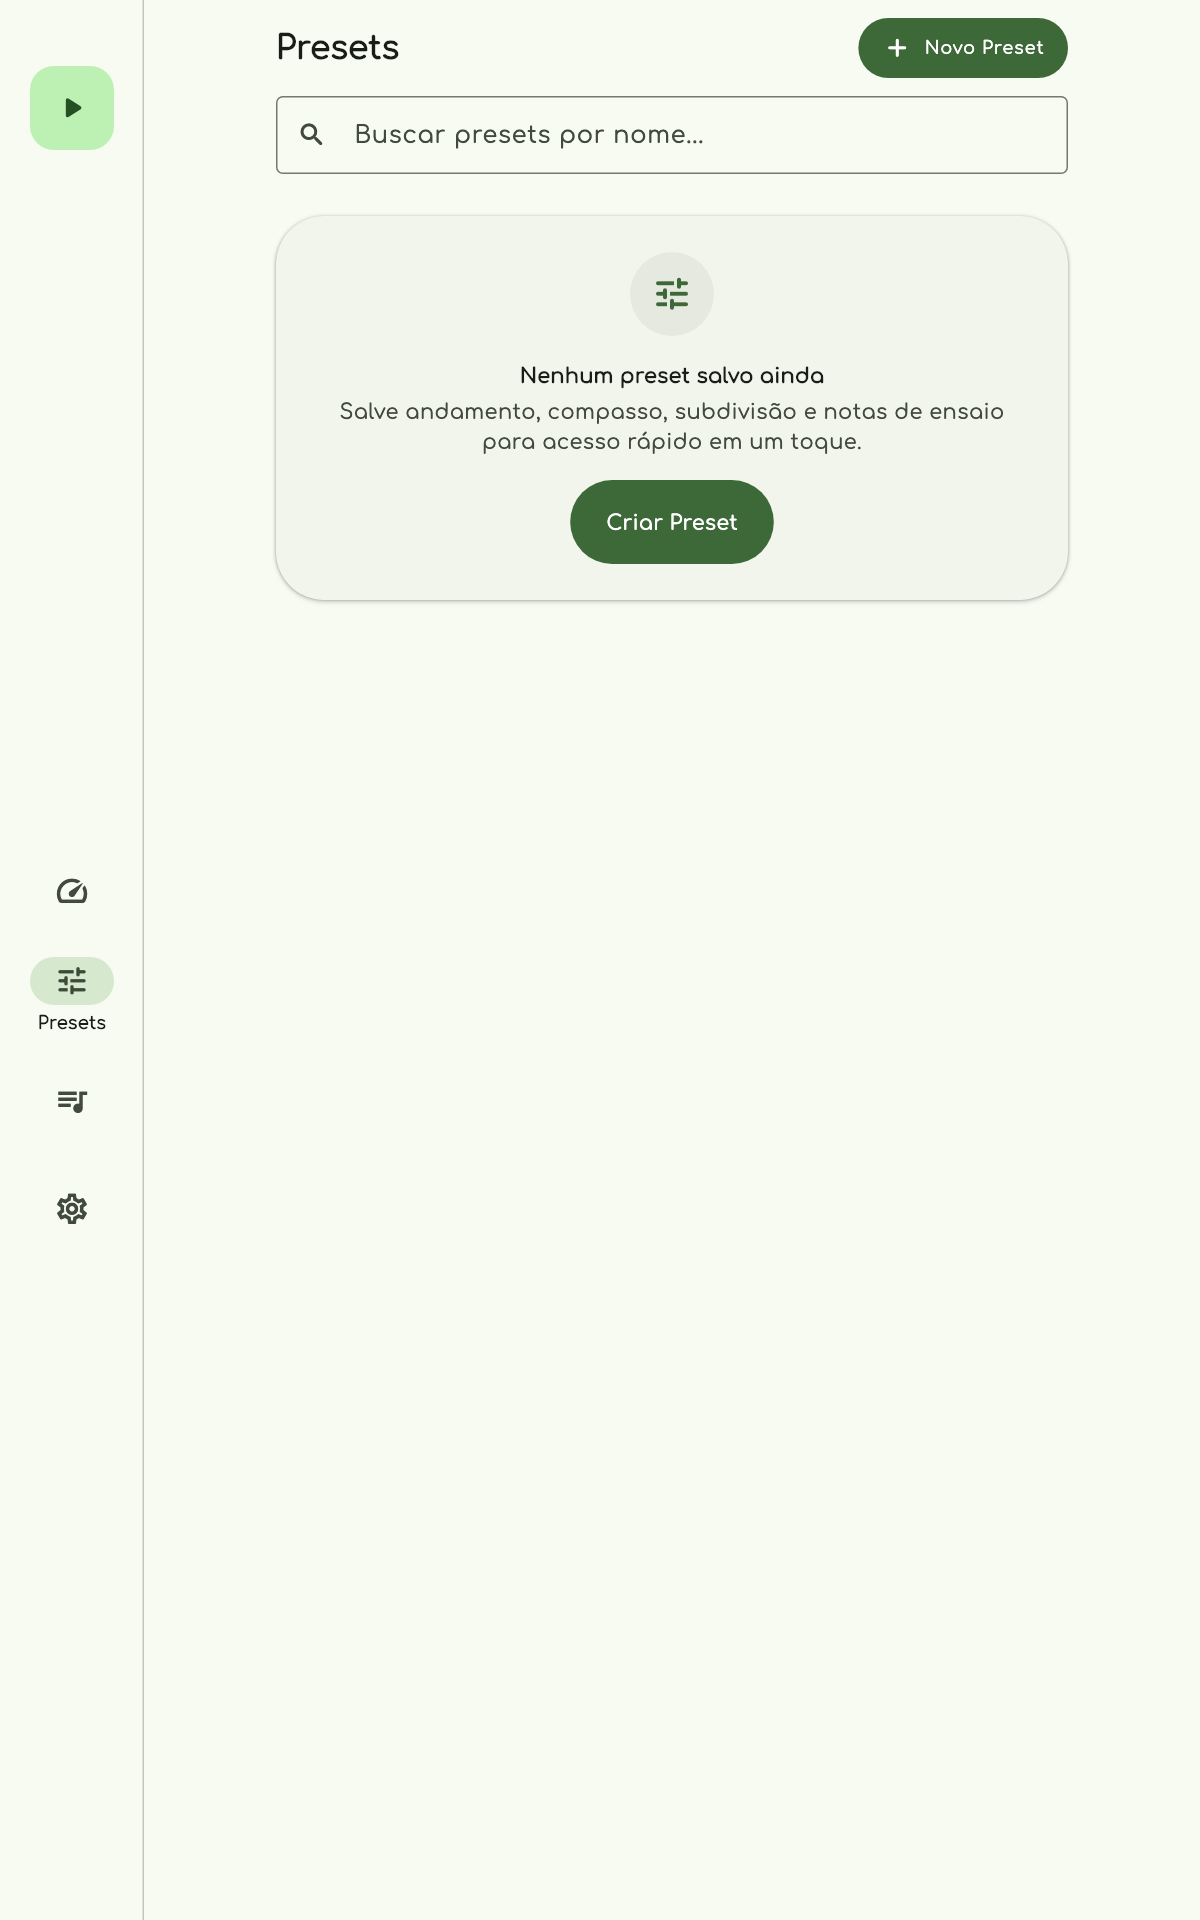 Presets
Novo Preset
Buscar presets por nome...
Nenhum preset salvo ainda
Salve andamento, compasso, subdivisão e notas de ensaio
para acesso rápido em um toque.
Criar Preset
Presets